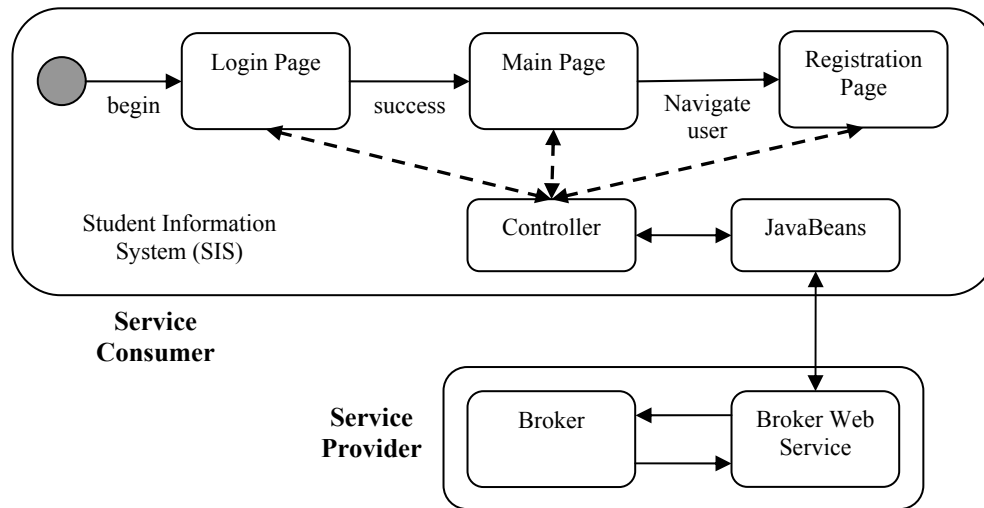 Login Page
Main Page
Registration
Page
begin
success
Navigate
user
Student Information
System (SIS)
Controller
JavaBeans
Service
Consumer
Service
Provider
Broker
Broker Web
Service